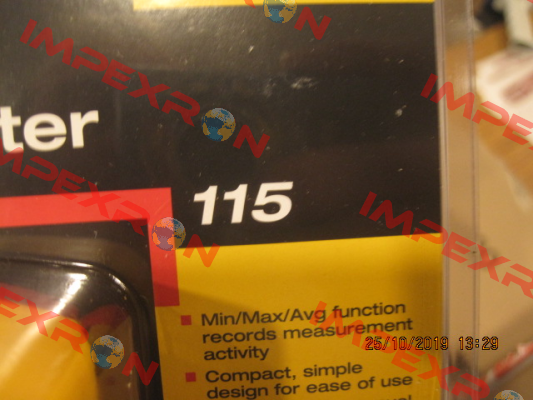 IMPEXRON
ter
115
Min/Max/Avg function
records measurement
activity
Compact, simple
design for ease of use
25/10/2019 13:29